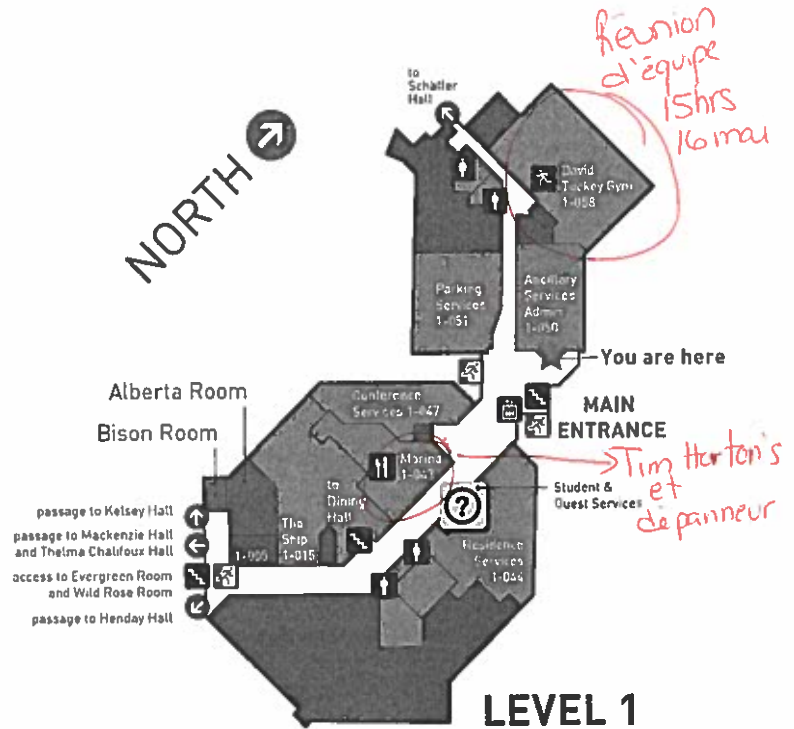 Réunion
d'équipe
15hrs
16 mai
to
Schäffer
Hall
NORTH
David
Tuckey Gym
1-058
Parking
Services
1-051
Ancillary
Services
Admin
1-050
You are here
Alberta Room
Bison Room
Conference
Services 1-047
MAIN
ENTRANCE
Marina
1-043
Tim Horton's
et
dépanneur
to
Dining
Hall
?
Student &
Guest Services
passage to Kelsey Hall
passage to Mackenzie Hall
and Thelma Chalifoux Hall
The
Ship
1-015
1-005
Residence
Services
1-044
access to Evergreen Room
and Wild Rose Room
passage to Henday Hall
LEVEL 1